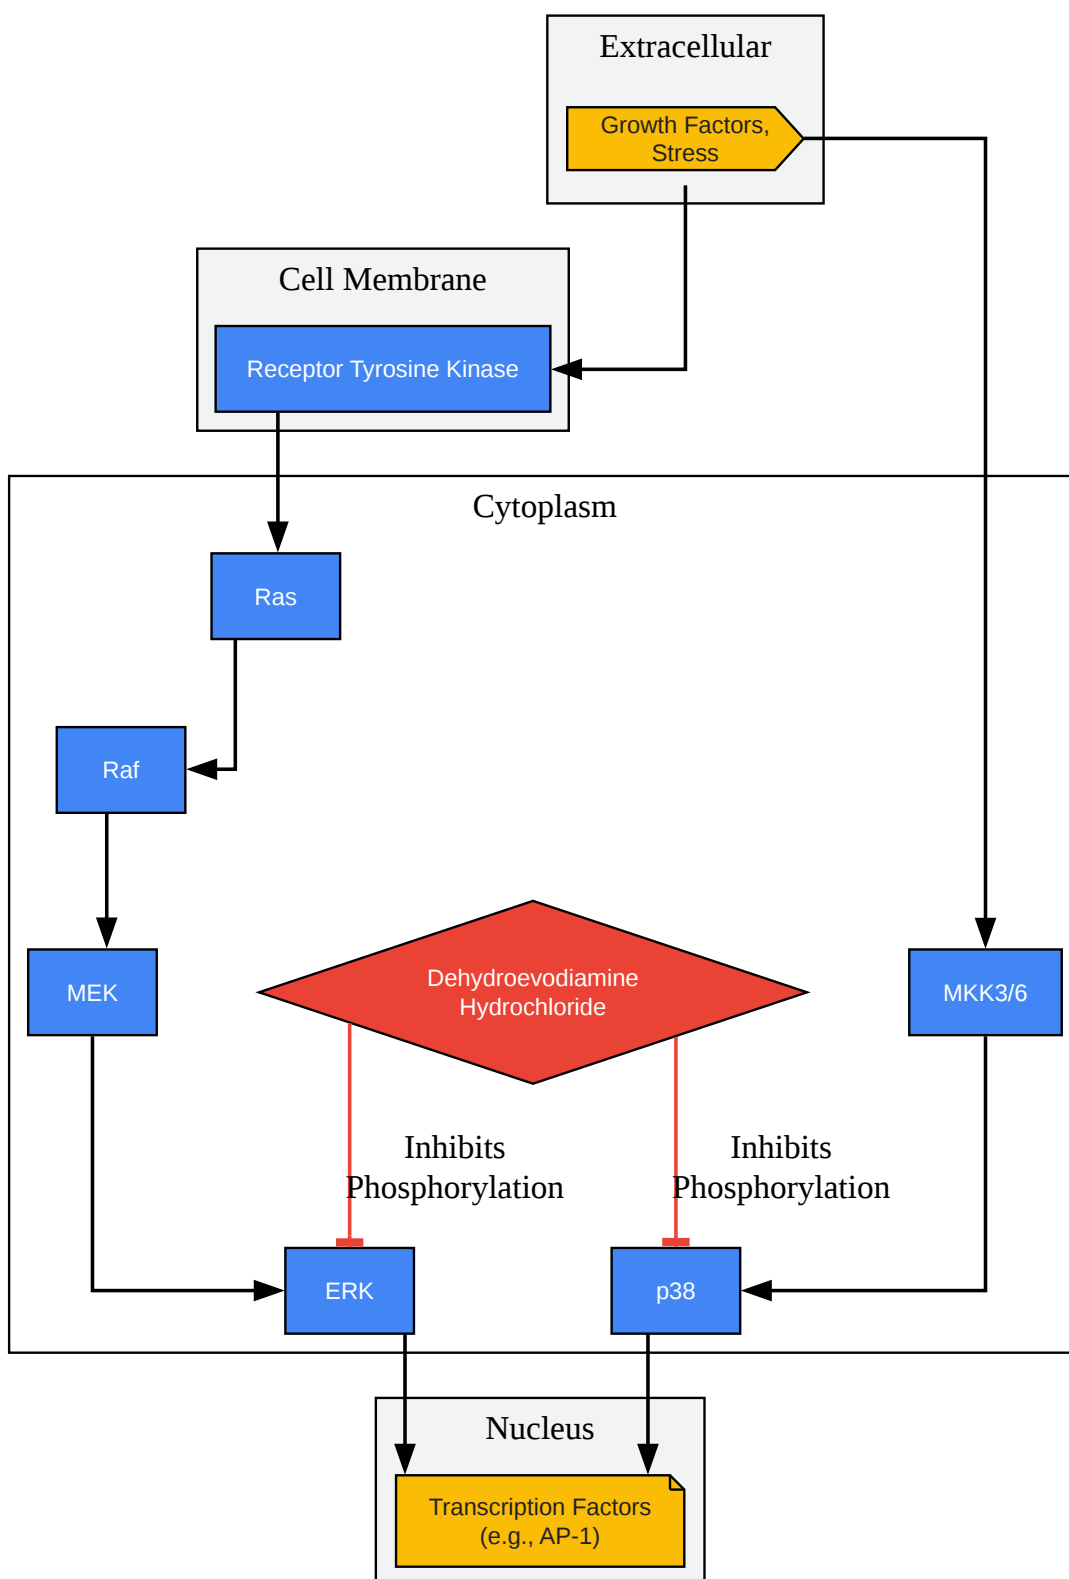 Extracellular
Growth Factors,
Stress
Cell Membrane
Receptor Tyrosine Kinase
Cytoplasm
Ras
Raf
MEK
Dehydroevodiamine
Hydrochloride
MKK3/6
Inhibits
Phosphorylation
Inhibits
Phosphorylation
ERK
p38
Nucleus
Transcription Factors
(e.g., AP-1)